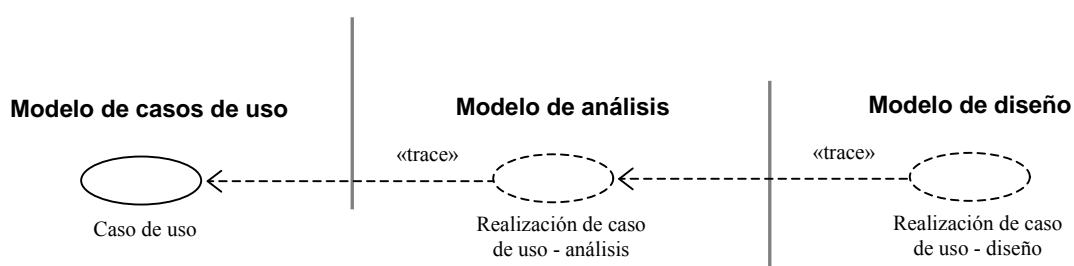 Modelo de casos de uso
Modelo de análisis
Modelo de diseño
«trace»
«trace»
Caso de uso
Realización de caso
de uso - análisis
Realización de caso
de uso - diseño